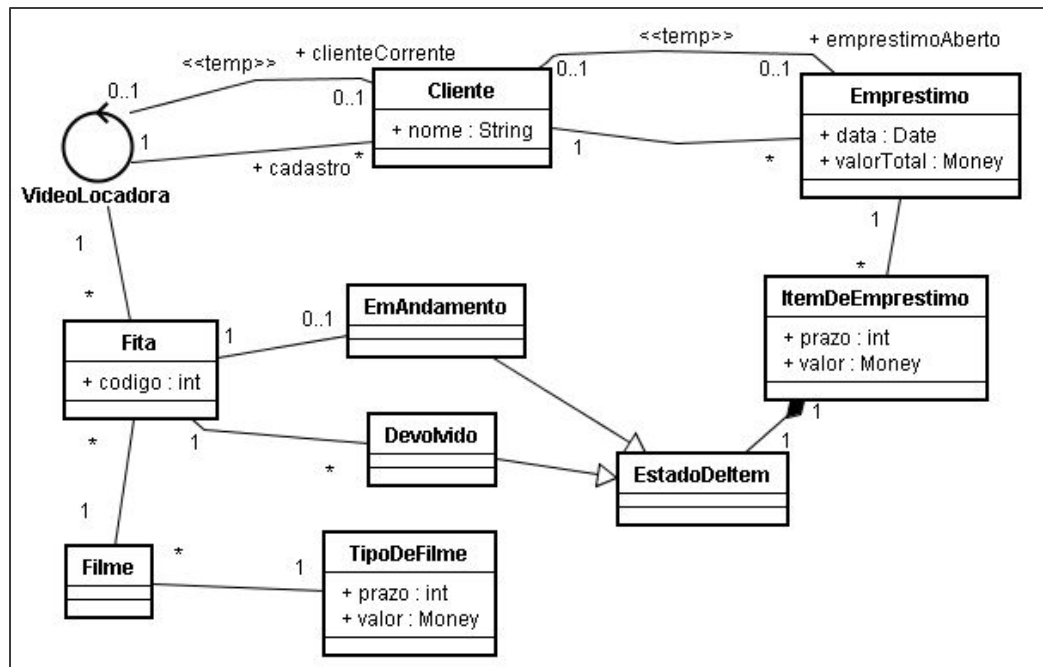 <<temp>>
+ clienteCorrente
<<temp>>
+ emprestimoAberto
0..1
0..1
0..1
0..1
Cliente
+ nome : String
Emprestimo
+ data : Date
+ valorTotal : Money
1
*
+ cadastro
1
*
VideoLocadora
1
*
1
*
Fita
+ codigo : int
1
0..1
EmAndamento
ItemDeEmprestimo
+ prazo : int
+ valor : Money
1
1
*
1
*
Devolvido
EstadoDeItem
1
Filme
*
1
TipoDeFilme
+ prazo : int
+ valor : Money